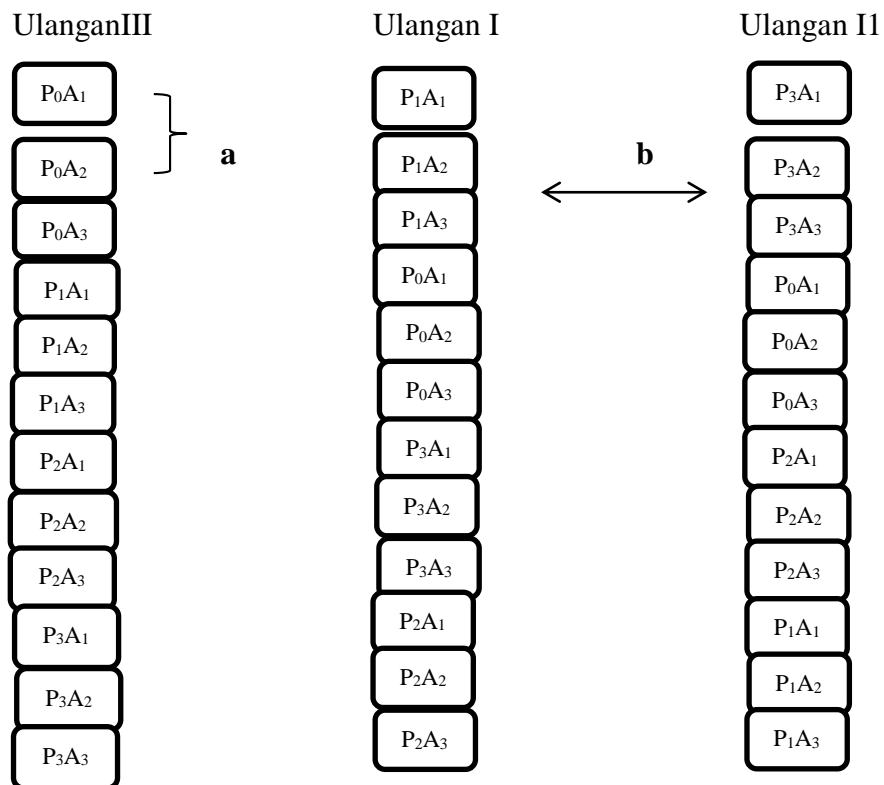 UlanganIII Ulangan I Ulangan I1
P₀A₁ P₁A₁ P₃A₁
a b
P₀A₂ P₁A₂ P₃A₂
P₀A₃ P₁A₃ P₃A₃
P₁A₁ P₀A₁ P₀A₁
P₁A₂ P₀A₂ P₀A₂
P₁A₃ P₀A₃ P₀A₃
P₂A₁ P₃A₁ P₂A₁
P₂A₂ P₃A₂ P₂A₂
P₂A₃ P₃A₃ P₂A₃
P₃A₁ P₂A₁ P₁A₁
P₃A₂ P₂A₂ P₁A₂
P₃A₃ P₂A₃ P₁A₃